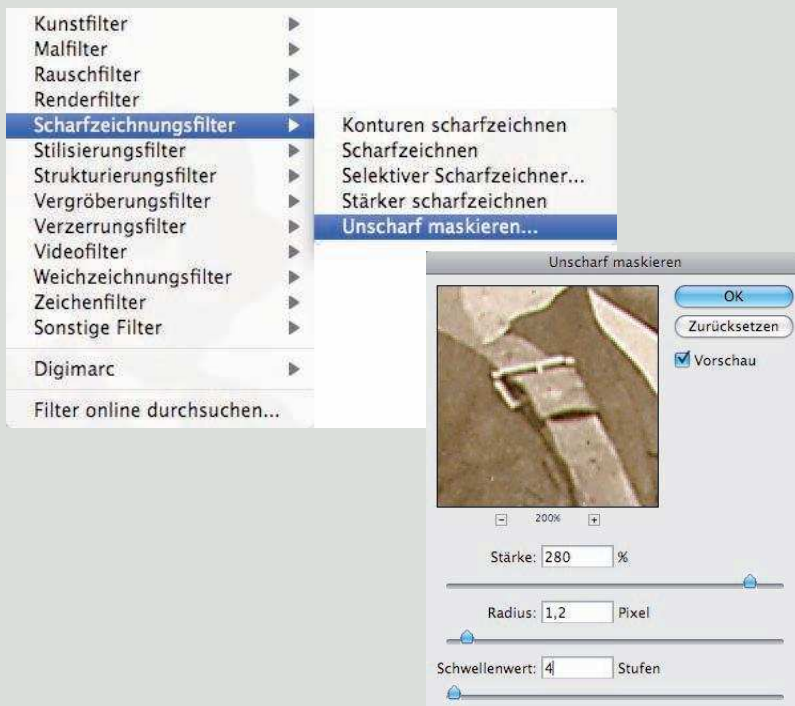 Kunstfilter
Malfilter
Rauschfilter
Renderfilter
Scharfzeichnungsfilter
Stilisierungsfilter
Strukturierungsfilter
Vergröberungsfilter
Verzerrungsfilter
Videofilter
Weichzeichnungsfilter
Zeichenfilter
Sonstige Filter
Digimarc
Filter online durchsuchen...
Konturen scharfzeichnen
Scharfzeichnen
Selektiver Scharfzeichner...
Stärker scharfzeichnen
Unscharf maskieren...
Unscharf maskieren
OK
Zurücksetzen
Vorschau
200%
Stärke: 280 %
Radius: 1,2 Pixel
Schwellenwert: 4 Stufen